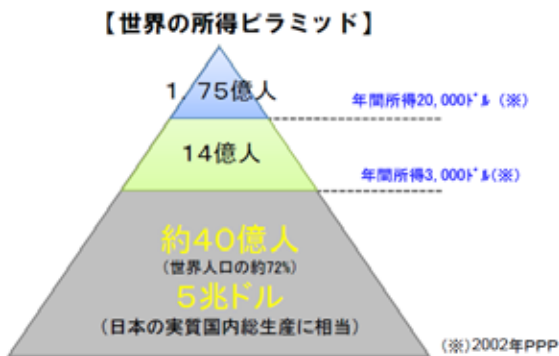 【世界の所得ピラミッド】
1.75億人
年間所得20,000ﾄﾞﾙ(※)
14億人
年間所得3,000ﾄﾞﾙ(※)
約40億人
(世界人口の約72%)
5兆ドル
(日本の実質国内総生産に相当)
(※)2002年PPP